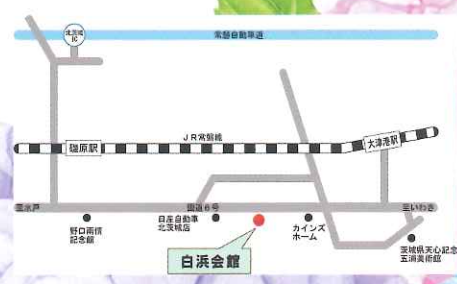 北茨城
IC
常磐自動車道
JR常磐線
磯原駅
大津港駅
至水戸
国道6号
至いわき
野口雨情
記念館
日産自動車
北茨城店
カインズ
ホーム
茨城県天心記念
五浦美術館
白浜会館